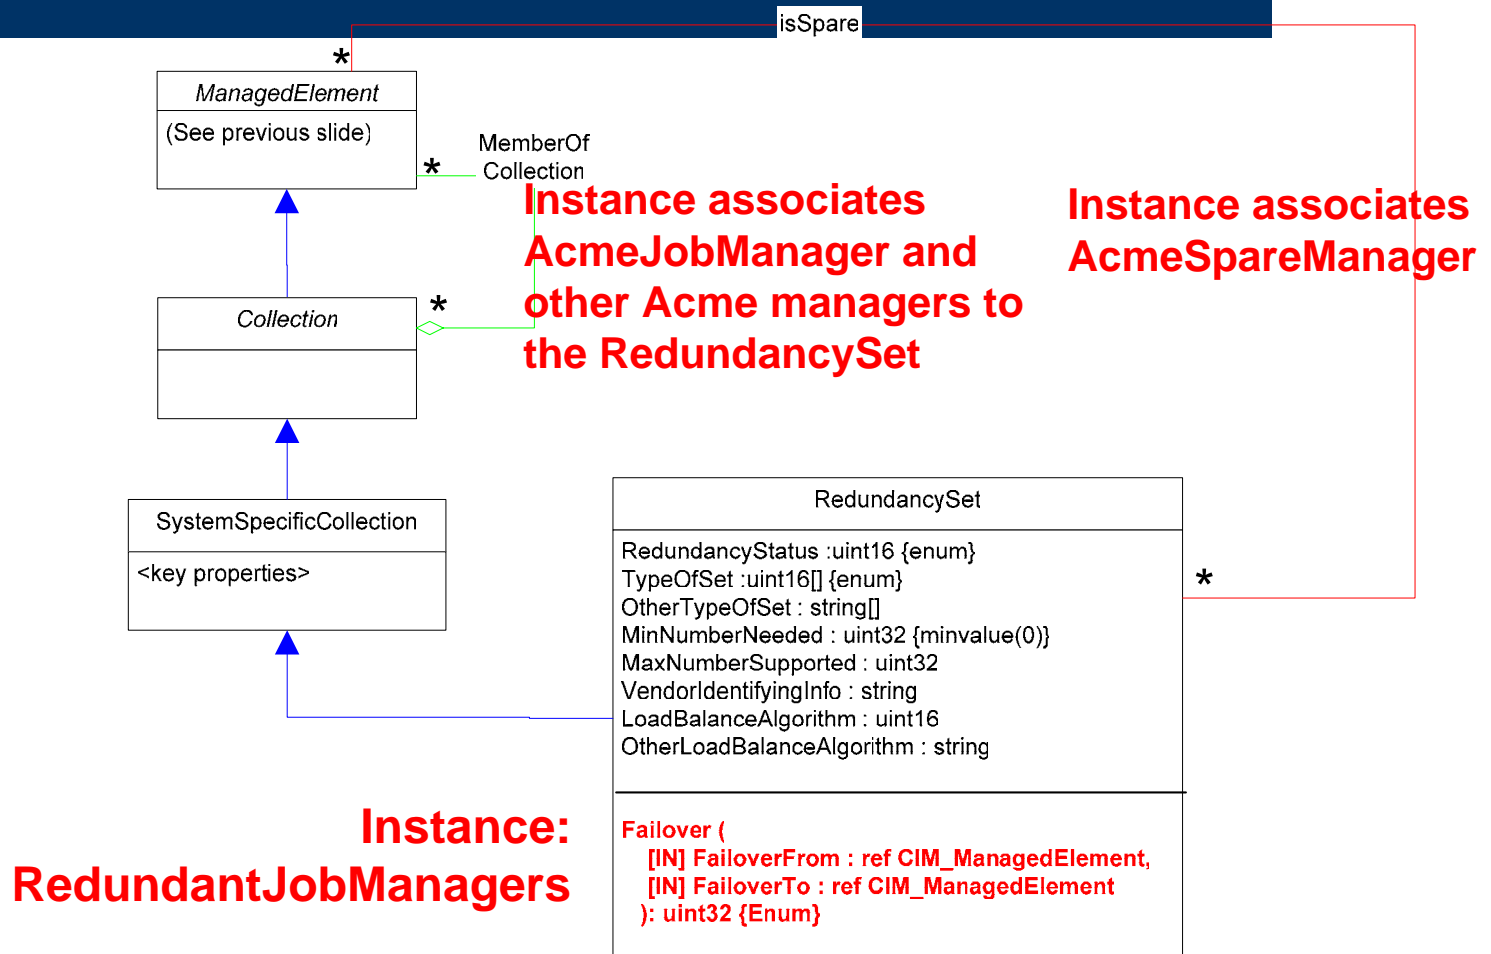 isSpare
*
ManagedElement
(See previous slide)
MemberOf
Collection
*
Instance associates
AcmeJobManager and
other Acme managers to
the RedundancySet
Instance associates
AcmeSpareManager
Collection
*
SystemSpecificCollection
<key properties>
RedundancySet
RedundancyStatus :uint16 {enum}
TypeOfSet :uint16[] {enum}
OtherTypeOfSet : string[]
MinNumberNeeded : uint32 {minvalue(0)}
MaxNumberSupported : uint32
VendorIdentifyingInfo : string
LoadBalanceAlgorithm : uint16
OtherLoadBalanceAlgorithm : string
*
Instance:
RedundantJobManagers
Failover (
[IN] FailoverFrom : ref CIM_ManagedElement,
[IN] FailoverTo : ref CIM_ManagedElement
): uint32 {Enum}